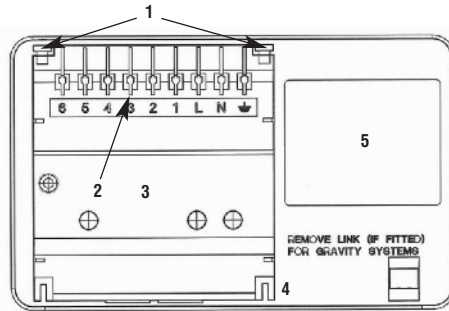 1
6 5 4 3 2 1 L N
5
2 3
REMOVE LINK (IF FITTED)
FOR GRAVITY SYSTEMS
4